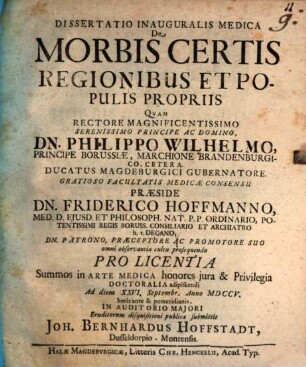 9.
DISSERTATIO INAUGURALIS MEDICA
De
MORBIS CERTIS
REGIONIBUS ET PO-
PULIS PROPRIIS
QUAM
RECTORE MAGNIFICENTISSIMO
SERENISSIMO PRINCIPE AC DOMINO,
DN. PHILIPPO WILHELMO,
PRINCIPE BORUSSIÆ, MARCHIONE BRANDENBURGI-
CO. CETERA.
DUCATUS MAGDEBURGICI GUBERNATORE
GRATIOSO FACULTATIS MEDICÆ CONSENSU
PRÆSIDE
DN. FRIDERICO HOFFMANNO,
MED. D. EJUSD. ET PHILOSOPH. NAT. P.P. ORDINARIO, PO-
TENTISSIMI REGIS BORUSS. CONSILIARIO ET ARCHIATRO
h. t. DECANO,
DN. PATRONO, PRÆCEPTORE AC PROMOTORE SUO
omni observantiæ cultu prosequendo
PRO LICENTIA
Summos in ARTE MEDICA honores jura & Privilegia
DOCTORALIA adipiscendi
Ad diem XXVI, Septembr. Anno MDCCV.
horis ante & pomeridianis.
IN AUDITORIO MAJORI
Eruditorum disquisitioni publicæ submittit
JOH. BERNHARDUS HOFFSTADT,
Dusseldorpio - Montensis.
HALÆ MAGDEBURGICÆ, Litteris CHR. HENCKELII, Acad. Typ.